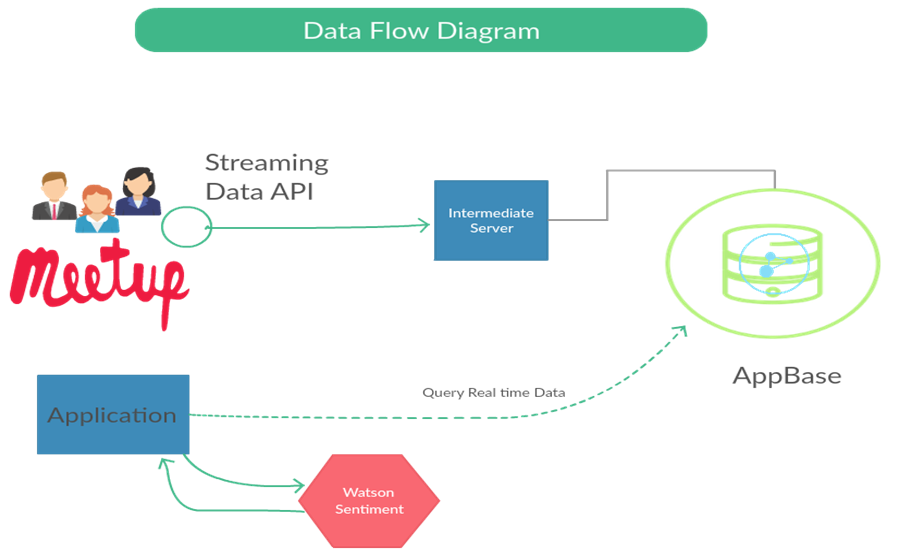 Data Flow Diagram
Streaming
Data API
Intermediate
Server
meetup
AppBase
Query Real time Data
Application
Watson
Sentiment